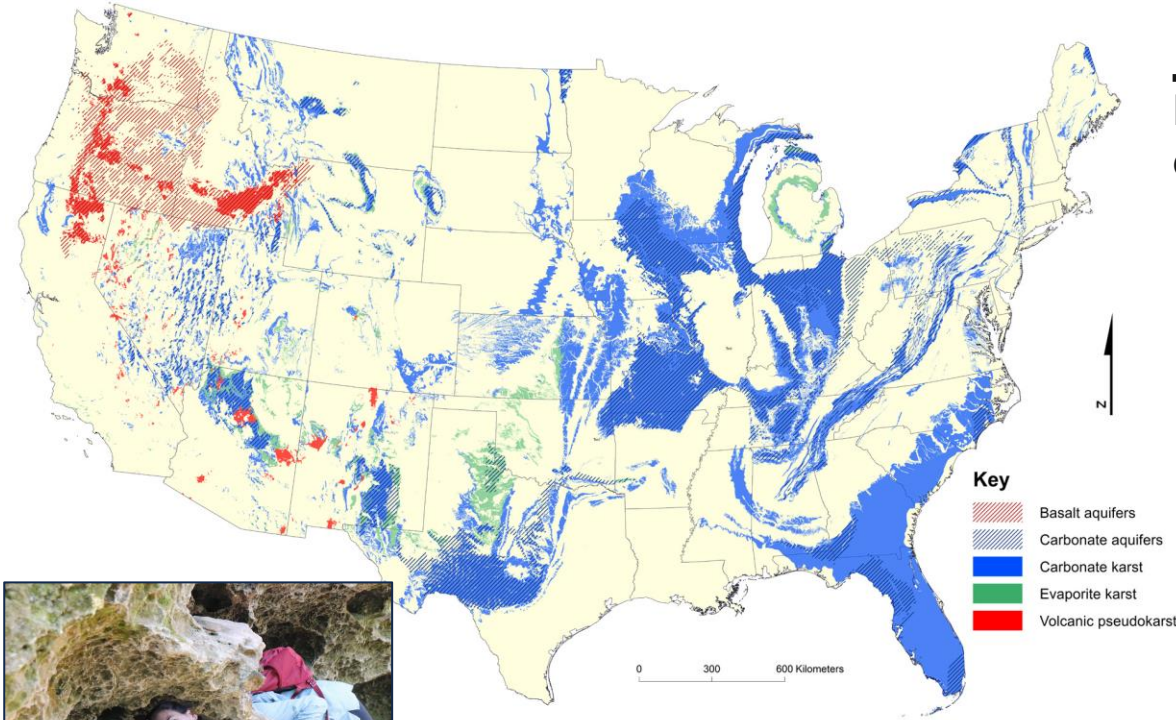 N
Key
Basalt aquifers
Carbonate aquifers
Carbonate karst
Evaporite karst
Volcanic pseudokarst
0 300 600 Kilometers